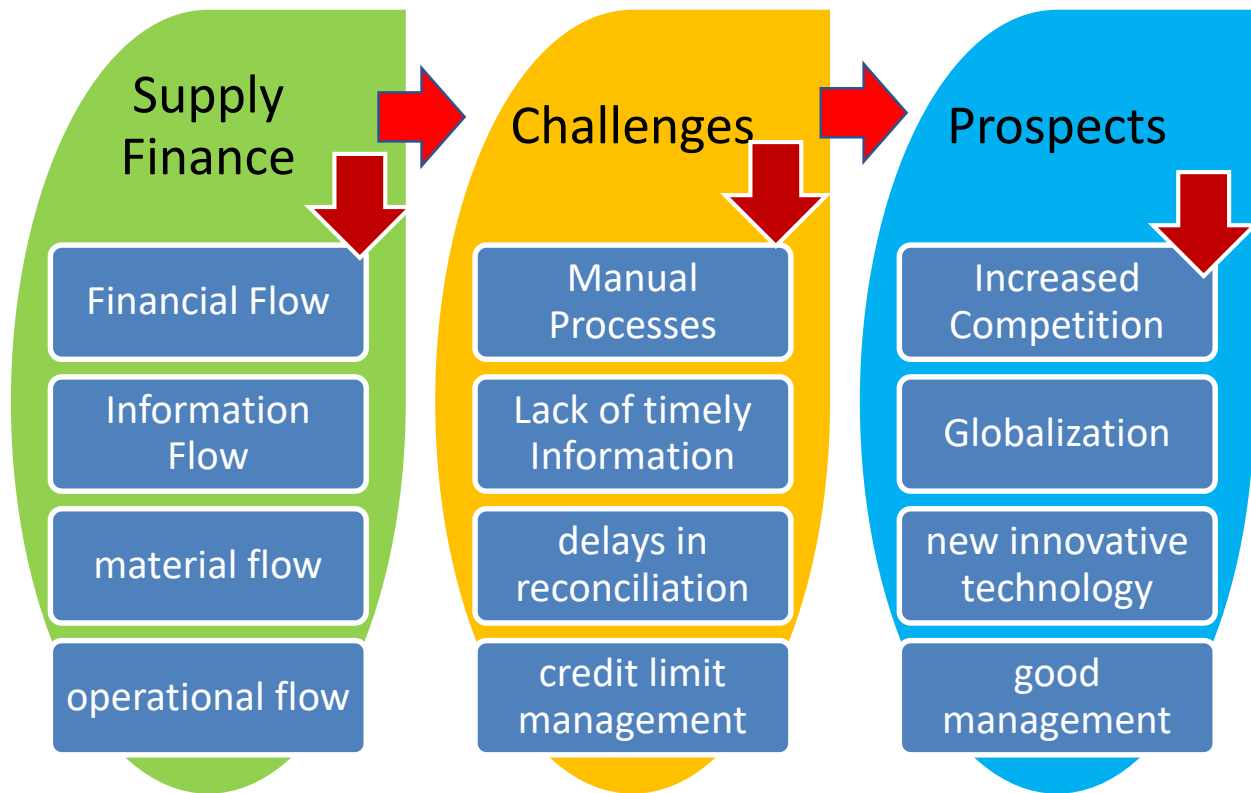 Supply
Finance
Financial Flow
Information
Flow
material flow
operational flow
Challenges
Manual
Processes
Lack of timely
Information
delays in
reconciliation
credit limit
management
Prospects
Increased
Competition
Globalization
new innovative
technology
good
management